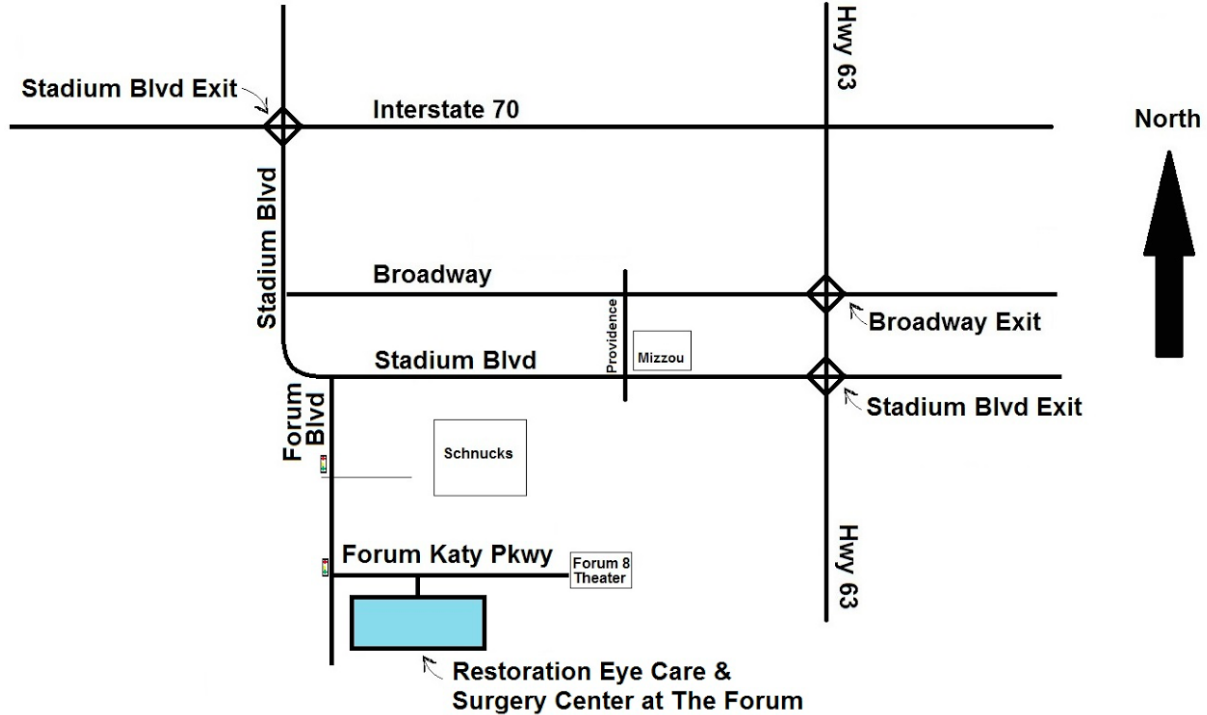 Hwy 63
Stadium Blvd Exit
Interstate 70
North
Stadium Blvd
Broadway
Providence
Broadway Exit
Mizzou
Stadium Blvd
Stadium Blvd Exit
Forum
Blvd
Schnucks
Forum Katy Pkwy
Forum 8
Theater
Hwy 63
Restoration Eye Care &
Surgery Center at The Forum